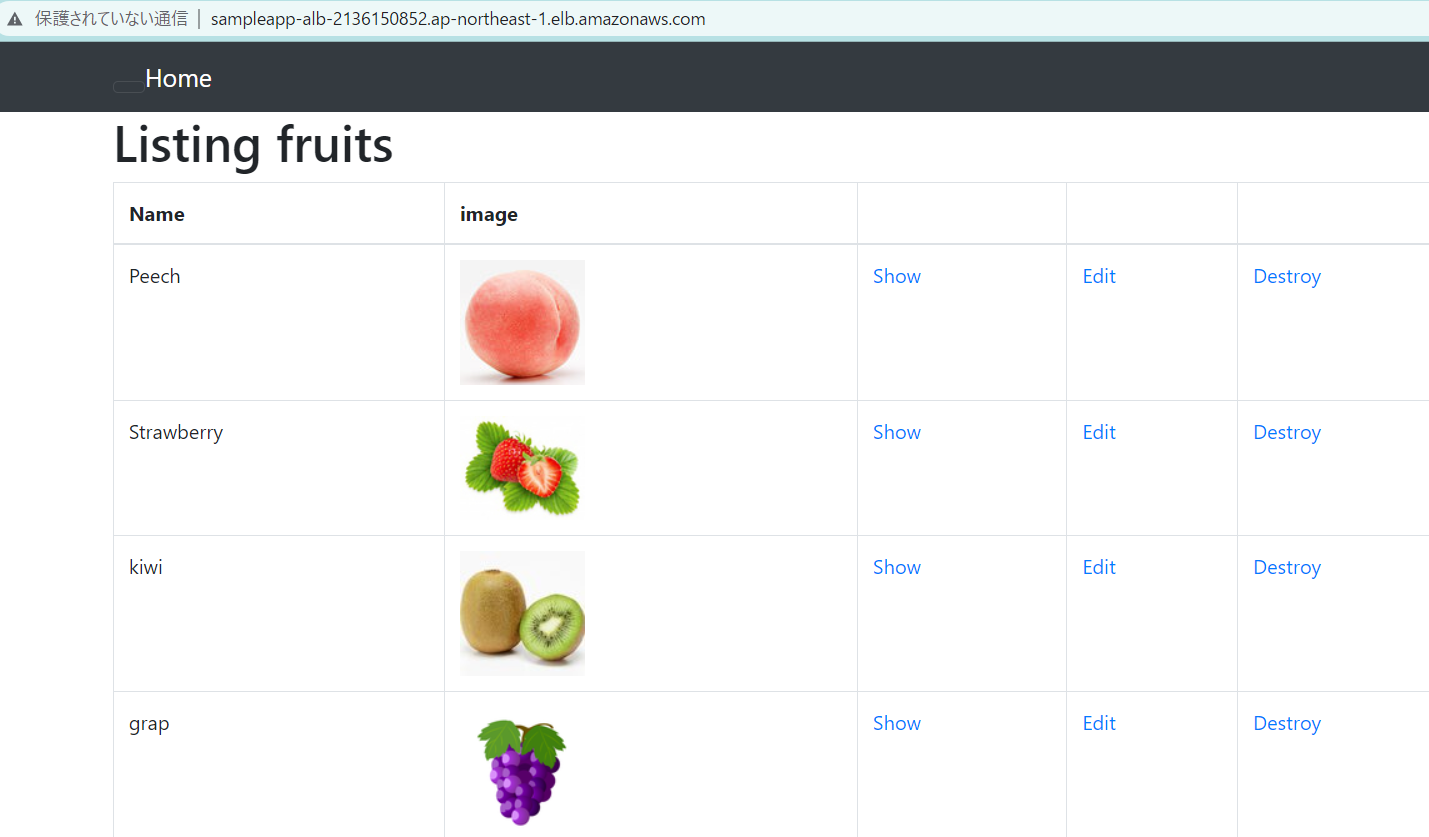 保護されていない通信 | sampleapp-alb-2136150852.ap-northeast-1.elb.amazonaws.com
Home
Listing fruits
Name image
Peech Show Edit Destroy
Strawberry Show Edit Destroy
kiwi Show Edit Destroy
grap Show Edit Destroy